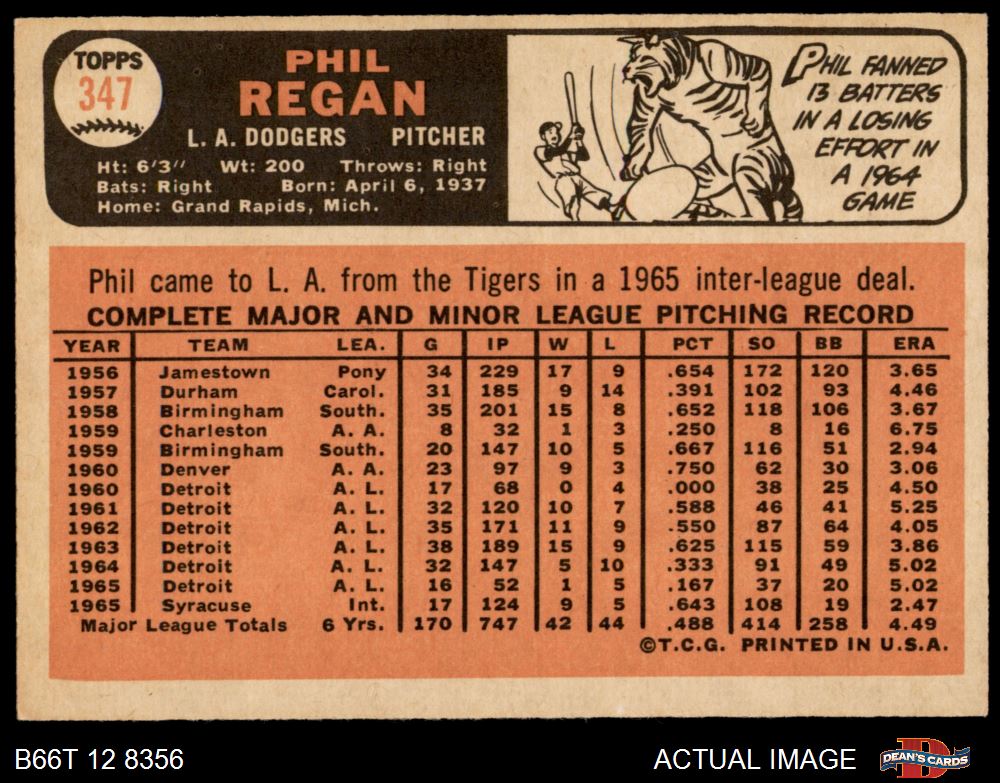 TOPPS
347
PHIL
REGAN
L. A. DODGERS PITCHER
Ht: 6'3" Wt: 200 Throws: Right
Bats: Right Born: April 6, 1937
Home: Grand Rapids, Mich.
PHIL FANNED
13 BATTERS
IN A LOSING
EFFORT IN
A 1964
GAME
Phil came to L. A. from the Tigers in a 1965 inter-league deal.
COMPLETE MAJOR AND MINOR LEAGUE PITCHING RECORD
YEAR TEAM LEA. G IP W L PCT SO BB ERA
1956 Jamestown Pony 34 229 17 9 .654 172 120 3.65
1957 Durham Carol. 31 185 9 14 .391 102 93 4.46
1958 Birmingham South. 35 201 15 8 .652 118 106 3.67
1959 Charleston A. A. 8 32 1 3 .250 8 16 6.75
1959 Birmingham South. 20 147 10 5 .667 116 51 2.94
1960 Denver A. A. 23 97 9 3 .750 62 30 3.06
1960 Detroit A. L. 17 68 0 4 .000 38 25 4.50
1961 Detroit A. L. 32 120 10 7 .588 46 41 5.25
1962 Detroit A. L. 35 171 11 9 .550 87 64 4.05
1963 Detroit A. L. 38 189 15 9 .625 115 59 3.86
1964 Detroit A. L. 32 147 5 10 .333 91 49 5.02
1965 Detroit A. L. 16 52 1 5 .167 37 20 5.02
1965 Syracuse Int. 17 124 9 5 .643 108 19 2.47
Major League Totals 6 Yrs. 170 747 42 44 .488 414 258 4.49
©T.C.G. PRINTED IN U.S.A.
B66T 12 8356 ACTUAL IMAGE DEAN'S CARDS